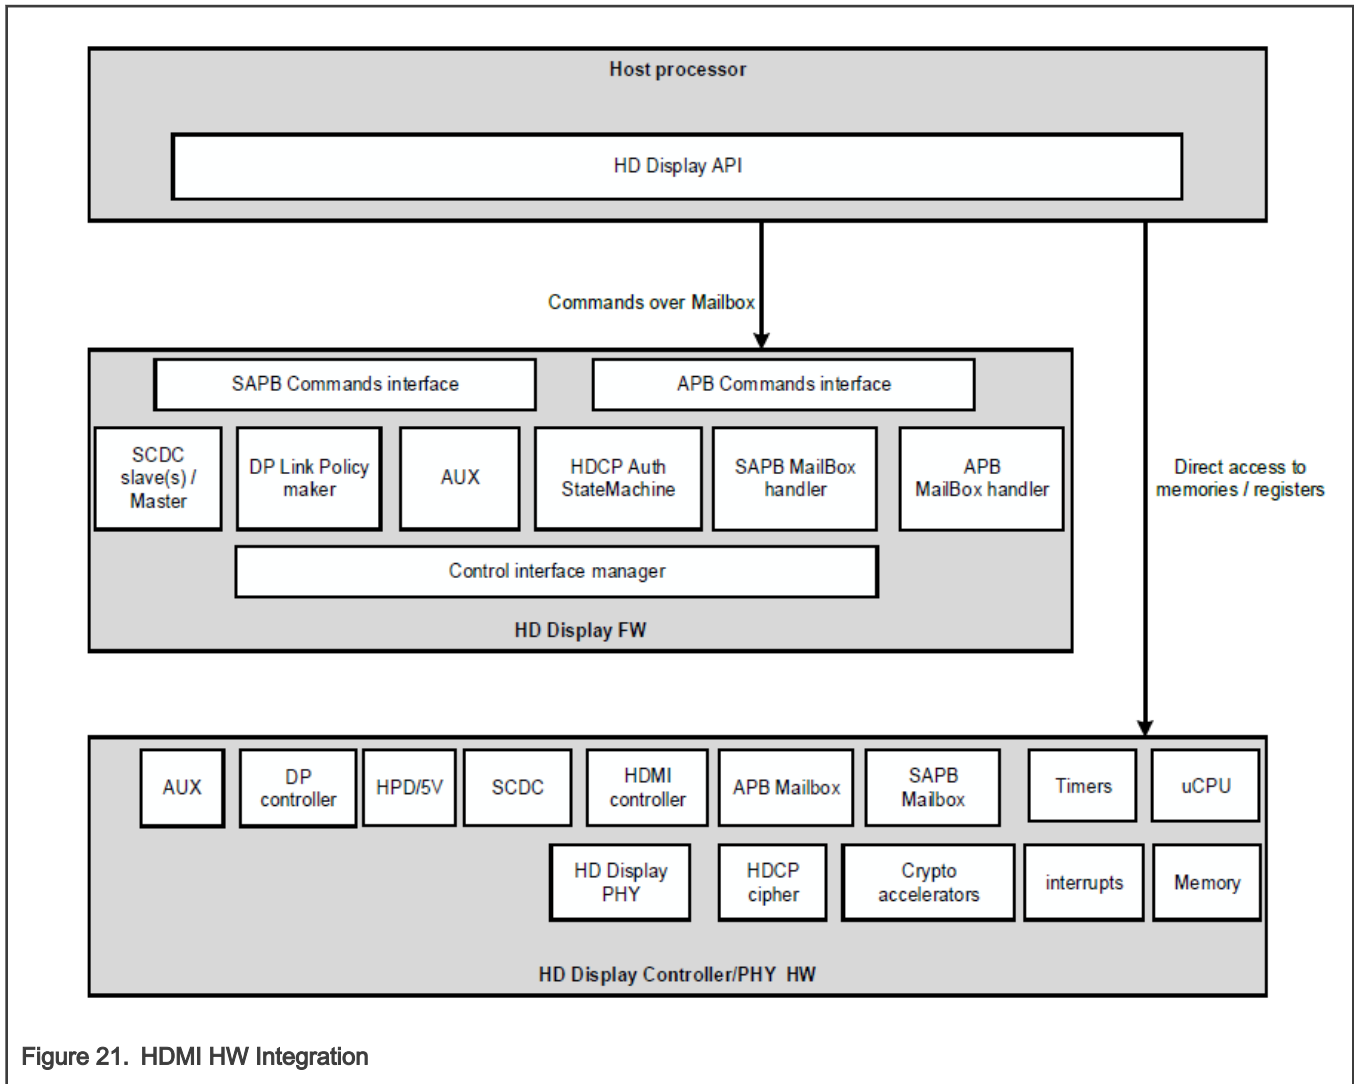 Host processor
HD Display API
Commands over Mailbox
SAPB Commands interface
APB Commands interface
SCDC
slave(s) /
Master
DP Link Policy
maker
AUX
HDCP Auth
StateMachine
SAPB MailBox
handler
APB
MailBox handler
Direct access to
memories / registers
Control interface manager
HD Display FW
AUX
DP
controller
HPD/5V
SCDC
HDMI
controller
APB Mailbox
SAPB
Mailbox
Timers
uCPU
HD Display
PHY
HDCP
cipher
Crypto
accelerators
interrupts
Memory
HD Display Controller/PHY HW
Figure 21. HDMI HW Integration